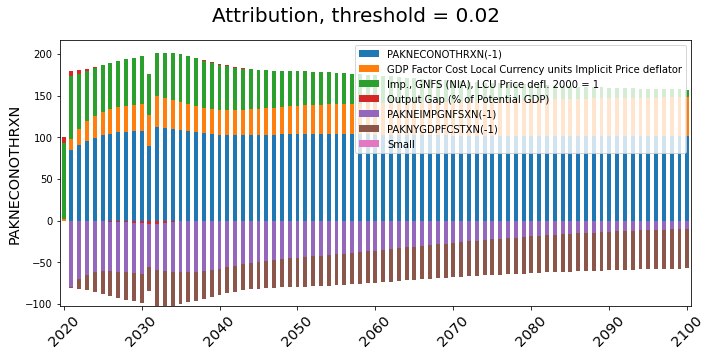 Attribution, threshold = 0.02
PAKNECONOTHRXN
200
150
100
50
0
−50
−100
PAKNECONOTHRXN(-1)
GDP Factor Cost Local Currency units Implicit Price deflator
Imp., GNFS (NIA), LCU Price defl. 2000 = 1
Output Gap (% of Potential GDP)
PAKNEIMPGNFSXN(-1)
PAKNYGDPFCSTXN(-1)
Small
2020
2030
2040
2050
2060
2070
2080
2090
2100